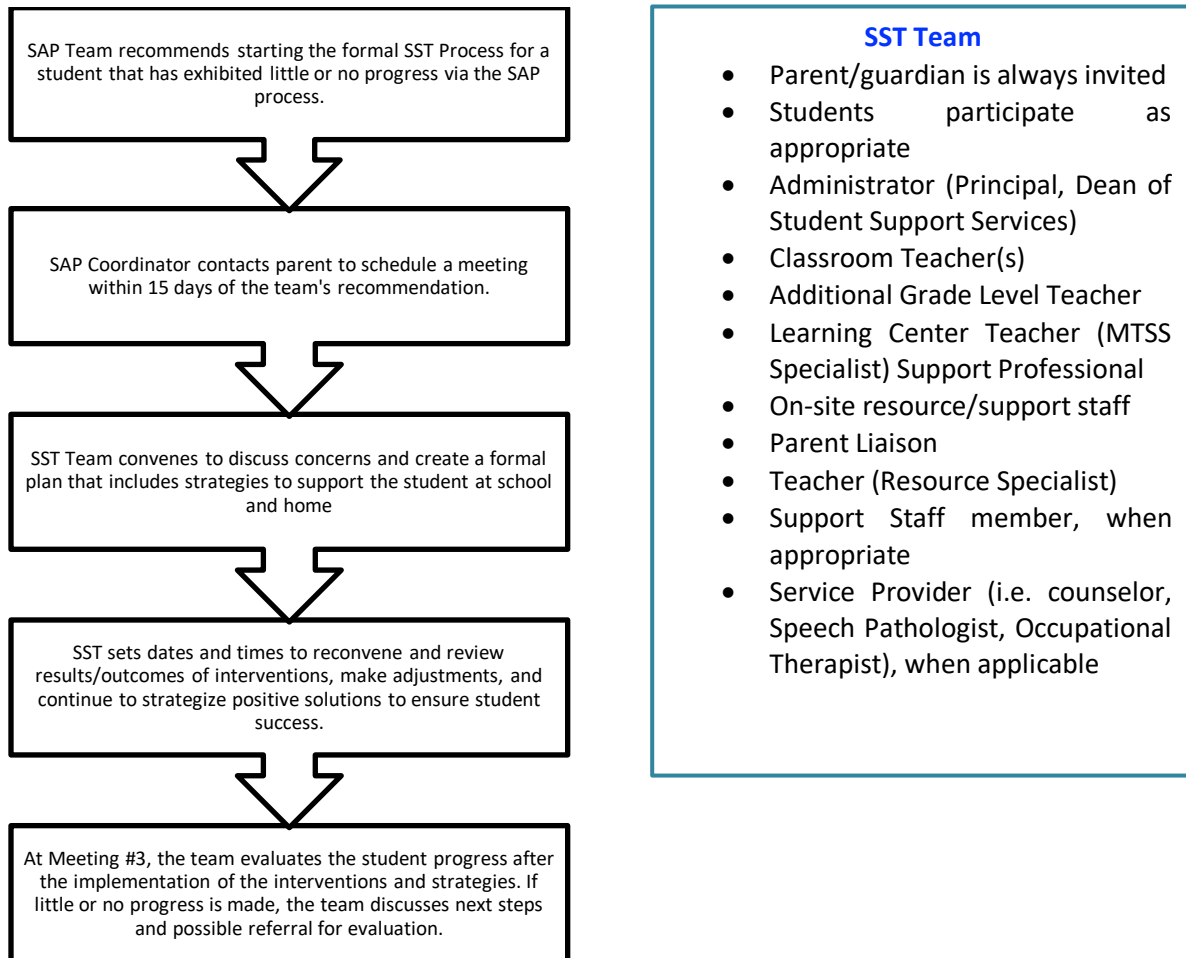 SAP Team recommends starting the formal SST Process for a
student that has exhibited little or no progress via the SAP
process.
SAP Coordinator contacts parent to schedule a meeting
within 15 days of the team's recommendation.
SST Team convenes to discuss concerns and create a formal
plan that includes strategies to support the student at school
and home
SST sets dates and times to reconvene and review
results/outcomes of interventions, make adjustments, and
continue to strategize positive solutions to ensure student
success.
At Meeting #3, the team evaluates the student progress after
the implementation of the interventions and strategies. If
little or no progress is made, the team discusses next steps
and possible referral for evaluation.
SST Team
• Parent/guardian is always invited
• Students participate as
appropriate
• Administrator (Principal, Dean of
Student Support Services)
• Classroom Teacher(s)
• Additional Grade Level Teacher
• Learning Center Teacher (MTSS
Specialist) Support Professional
• On-site resource/support staff
• Parent Liaison
• Teacher (Resource Specialist)
• Support Staff member, when
appropriate
• Service Provider (i.e. counselor,
Speech Pathologist, Occupational
Therapist), when applicable